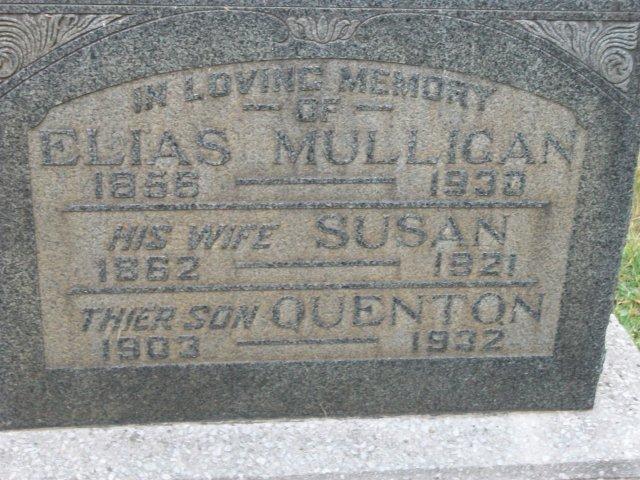 IN LOVING MEMORY
— OF —
ELIAS MULLIGAN
1856 — 1930
HIS WIFE SUSAN
1862 — 1921
THIER SON QUENTON
1903 — 1932